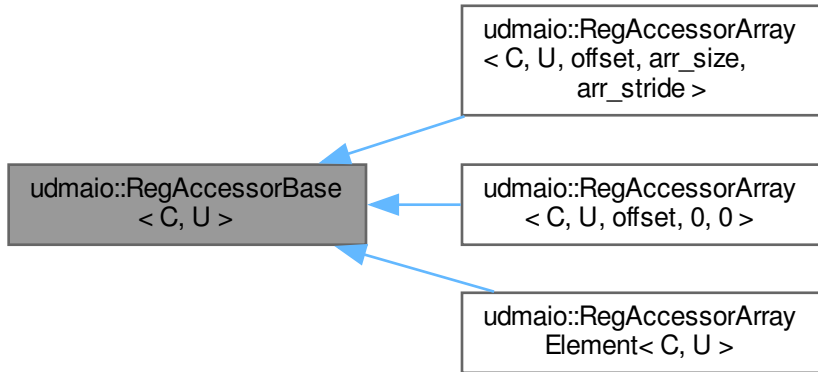 udmaio::RegAccessorArray
< C, U, offset, arr_size,
arr_stride >
udmaio::RegAccessorBase
< C, U >
udmaio::RegAccessorArray
< C, U, offset, 0, 0 >
udmaio::RegAccessorArray
Element< C, U >